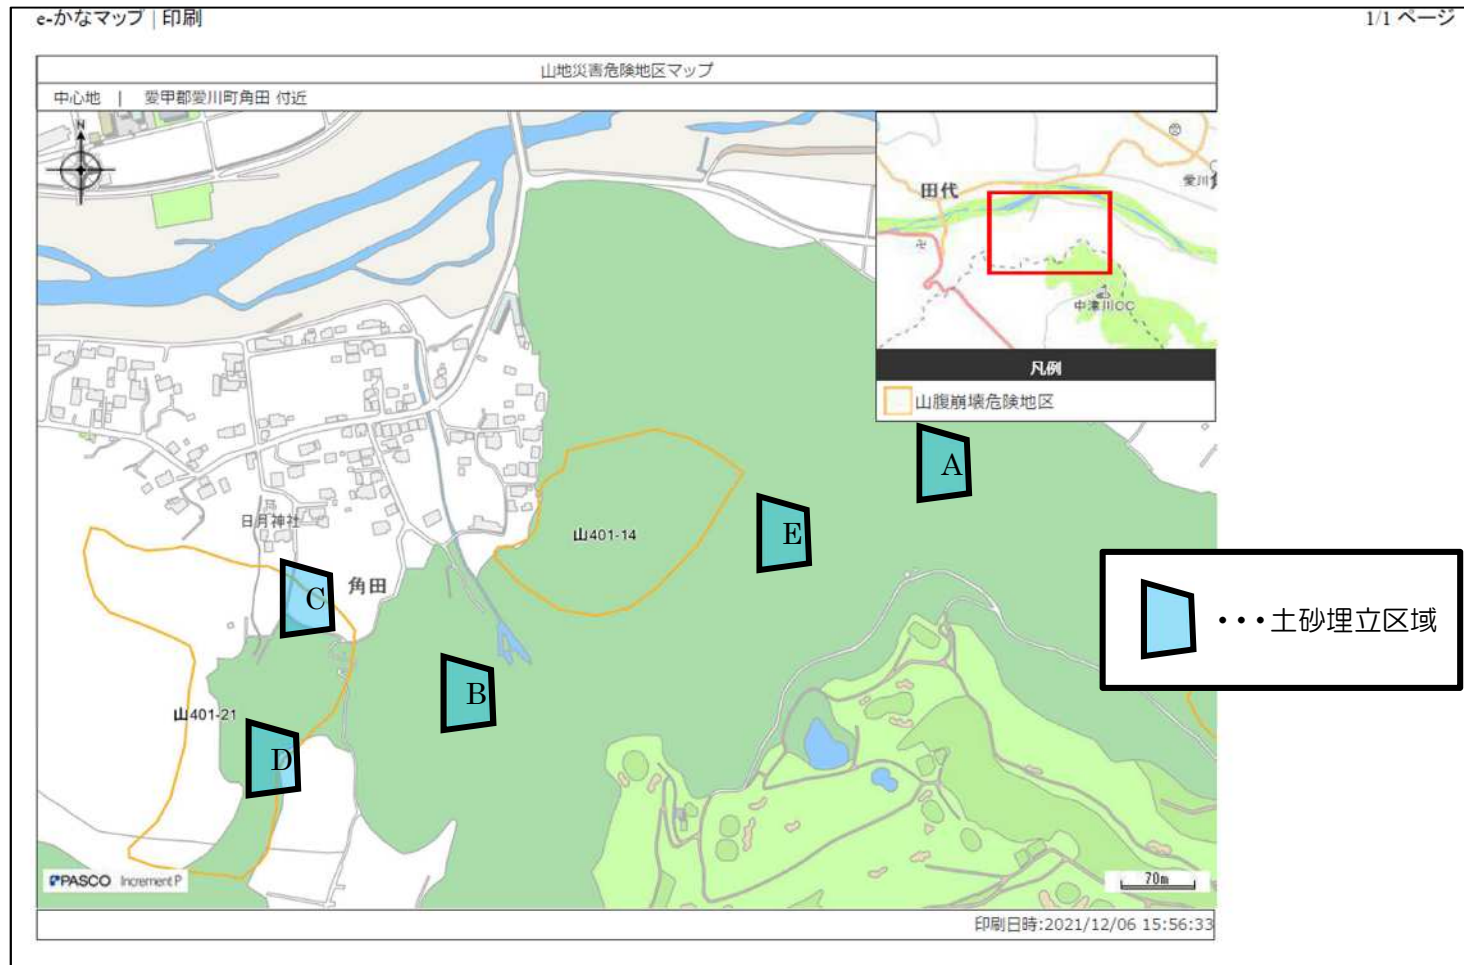 e-かなマップ | 印刷
1/1 ページ
山地災害危険地区マップ
中心地 | 愛甲郡愛川町角田 付近
N
田代
愛川
中津川CC
凡例
山腹崩壊危険地区
A
E
山401-14
日月神社
角田
C
B
山401-21
D
・・・土砂埋立区域
PASCO Increment P
70m
印刷日時:2021/12/06 15:56:33